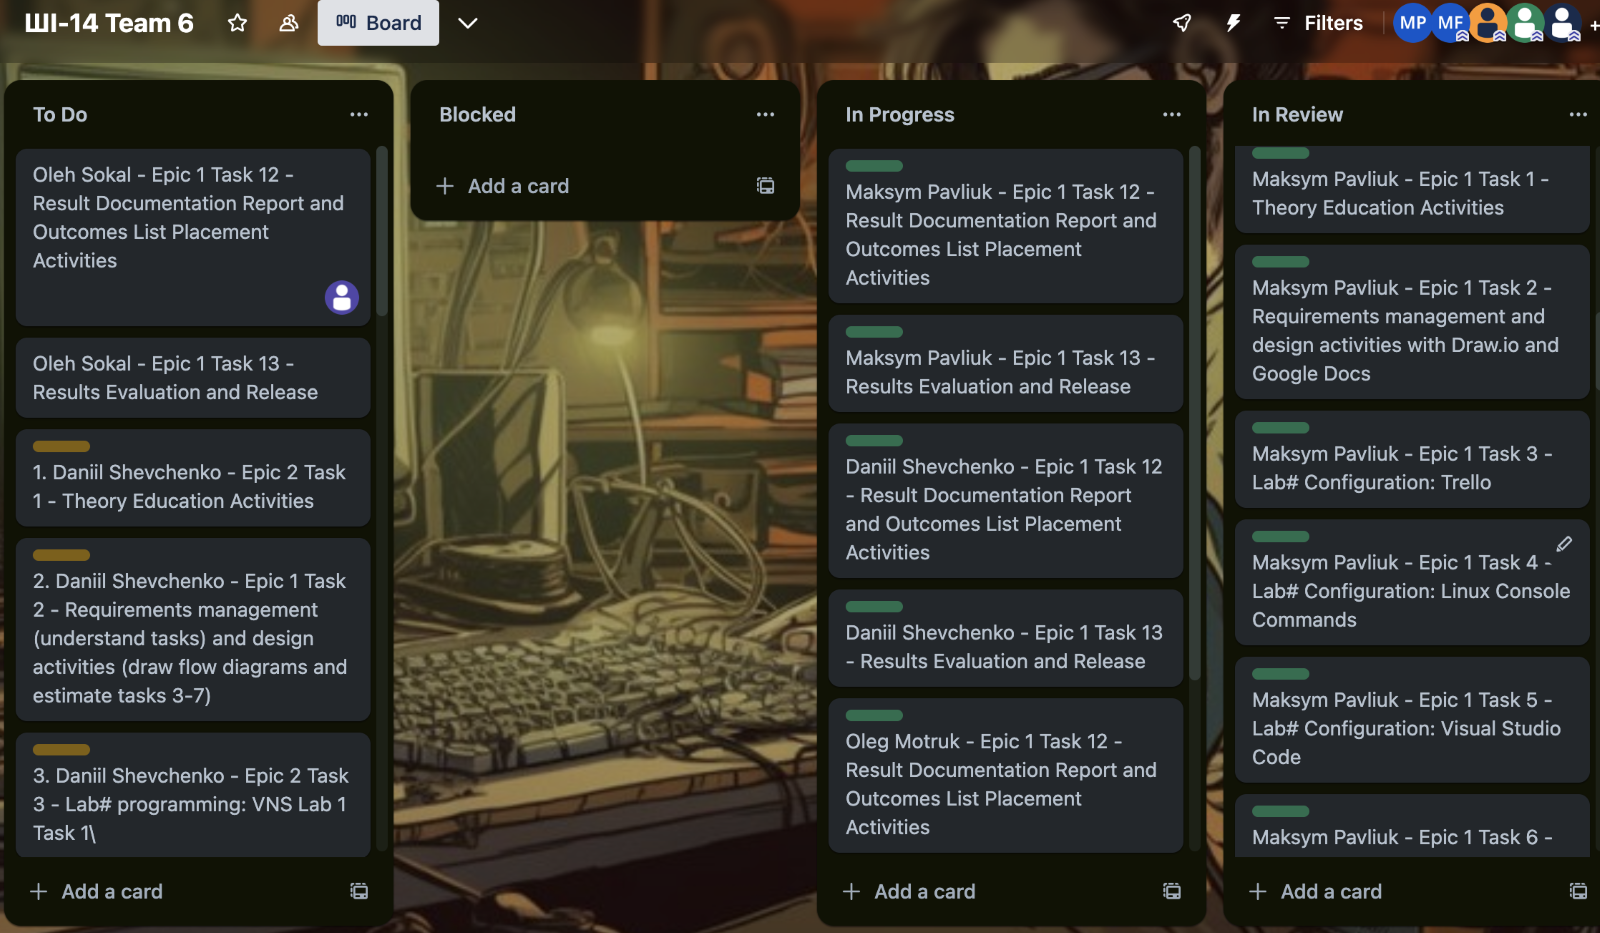 ШІ-14 Team 6
Board
Filters
MP
MF
To Do
Oleh Sokal - Epic 1 Task 12 -
Result Documentation Report and
Outcomes List Placement
Activities
Oleh Sokal - Epic 1 Task 13 -
Results Evaluation and Release
1. Daniil Shevchenko - Epic 2 Task
1 - Theory Education Activities
2. Daniil Shevchenko - Epic 1 Task
2 - Requirements management
(understand tasks) and design
activities (draw flow diagrams and
estimate tasks 3-7)
3. Daniil Shevchenko - Epic 2 Task
3 - Lab# programming: VNS Lab 1
Task 1\
+ Add a card
Blocked
+ Add a card
In Progress
Maksym Pavliuk - Epic 1 Task 12 -
Result Documentation Report and
Outcomes List Placement
Activities
Maksym Pavliuk - Epic 1 Task 13 -
Results Evaluation and Release
Daniil Shevchenko - Epic 1 Task 12
- Result Documentation Report
and Outcomes List Placement
Activities
Daniil Shevchenko - Epic 1 Task 13
- Results Evaluation and Release
Oleg Motruk - Epic 1 Task 12 -
Result Documentation Report and
Outcomes List Placement
Activities
+ Add a card
In Review
Maksym Pavliuk - Epic 1 Task 1 -
Theory Education Activities
Maksym Pavliuk - Epic 1 Task 2 -
Requirements management and
design activities with Draw.io and
Google Docs
Maksym Pavliuk - Epic 1 Task 3 -
Lab# Configuration: Trello
Maksym Pavliuk - Epic 1 Task 4 -
Lab# Configuration: Linux Console
Commands
Maksym Pavliuk - Epic 1 Task 5 -
Lab# Configuration: Visual Studio
Code
Maksym Pavliuk - Epic 1 Task 6 -
+ Add a card